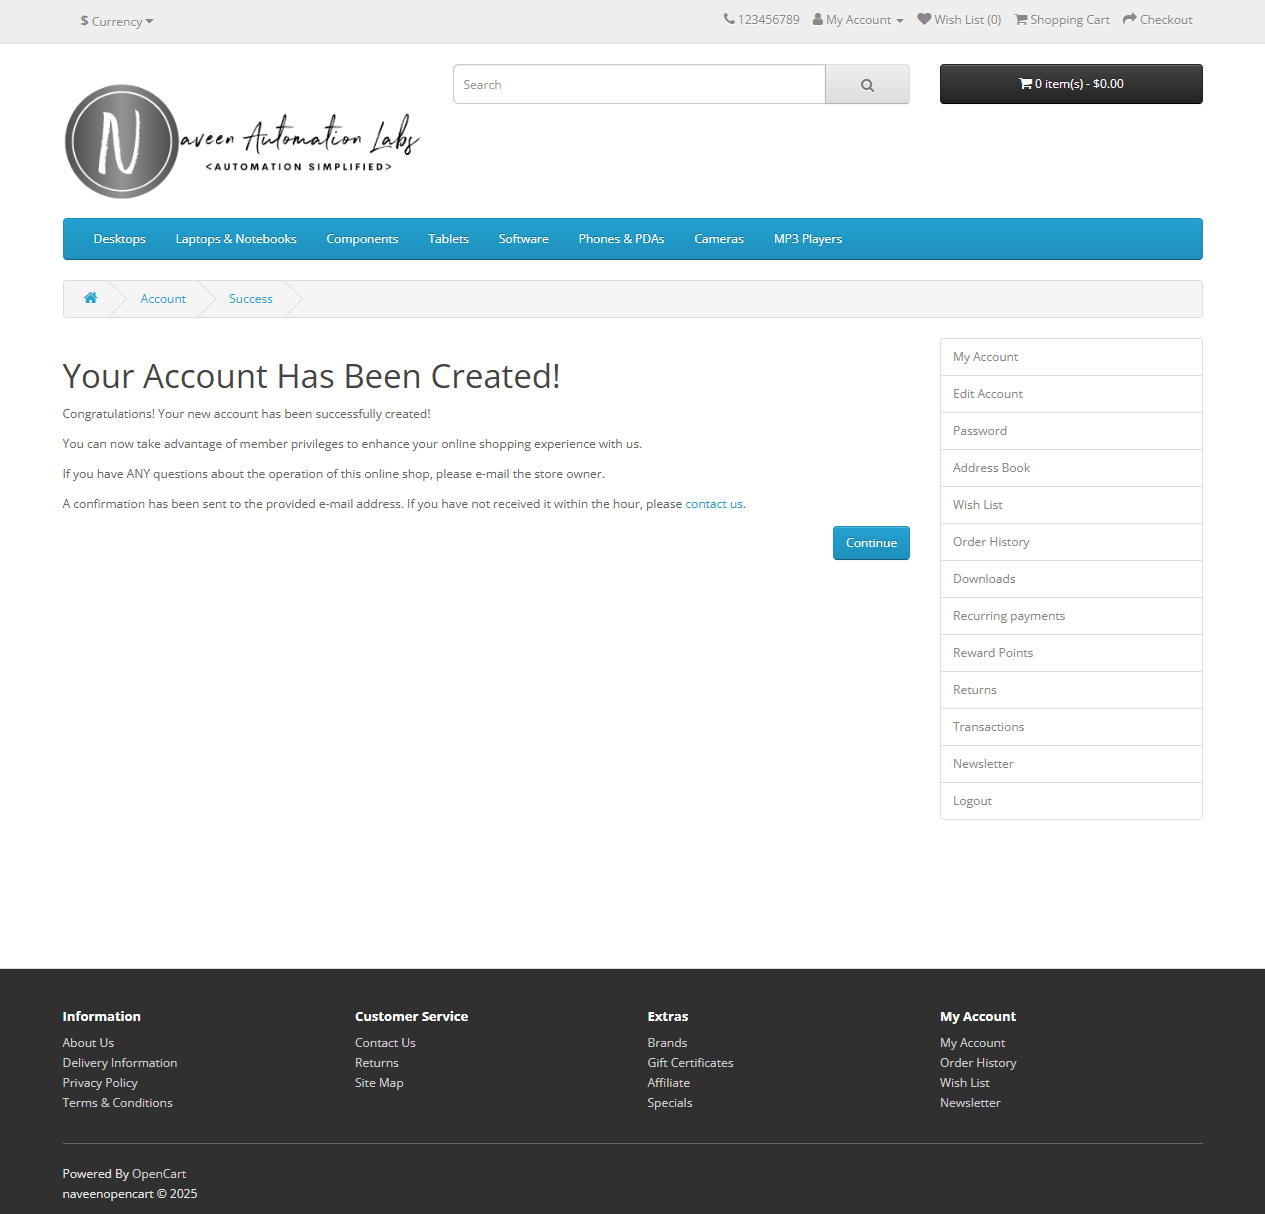 $ Currency
123456789 My Account Wish List (0) Shopping Cart Checkout
N aveen Automation Labs
<AUTOMATION SIMPLIFIED>
Search
0 item(s) - $0.00
Desktops Laptops & Notebooks Components Tablets Software Phones & PDAs Cameras MP3 Players
Account Success
Your Account Has Been Created!
Congratulations! Your new account has been successfully created!
You can now take advantage of member privileges to enhance your online shopping experience with us.
If you have ANY questions about the operation of this online shop, please e-mail the store owner.
A confirmation has been sent to the provided e-mail address. If you have not received it within the hour, please contact us.
Continue
My Account
Edit Account
Password
Address Book
Wish List
Order History
Downloads
Recurring payments
Reward Points
Returns
Transactions
Newsletter
Logout
Information
About Us
Delivery Information
Privacy Policy
Terms & Conditions
Customer Service
Contact Us
Returns
Site Map
Extras
Brands
Gift Certificates
Affiliate
Specials
My Account
My Account
Order History
Wish List
Newsletter
Powered By OpenCart
naveenopencart © 2025